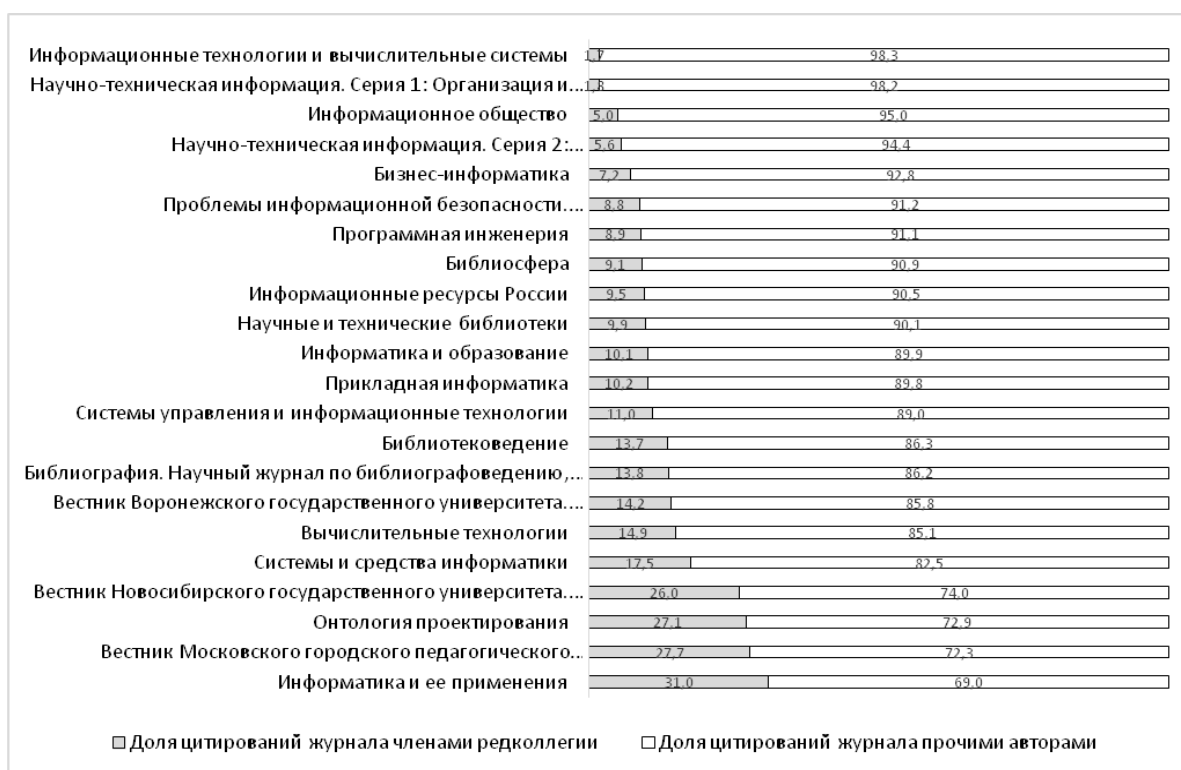 Информационные технологии и вычислительные системы 1,7 98,3
Научно-техническая информация. Серия 1: Организация и... 1,8 98,2
Информационное общество 5,0 95,0
Научно-техническая информация. Серия 2:... 5,6 94,4
Бизнес-информатика 7,2 92,8
Проблемы информационной безопасности.... 8,8 91,2
Программная инженерия 8,9 91,1
Библиосфера 9,1 90,9
Информационные ресурсы России 9,5 90,5
Научные и технические библиотеки 9,9 90,1
Информатика и образование 10,1 89,9
Прикладная информатика 10,2 89,8
Системы управления и информационные технологии 11,0 89,0
Библиотековедение 13,7 86,3
Библиография. Научный журнал по библиографоведению,... 13,8 86,2
Вестник Воронежского государственного университета.... 14,2 85,8
Вычислительные технологии 14,9 85,1
Системы и средства информатики 17,5 82,5
Вестник Новосибирского государственного университета.... 26,0 74,0
Онтология проектирования 27,1 72,9
Вестник Московского городского педагогического... 27,7 72,3
Информатика и ее применения 31,0 69,0
Доля цитирований журнала членами редколлегии Доля цитирований журнала прочими авторами